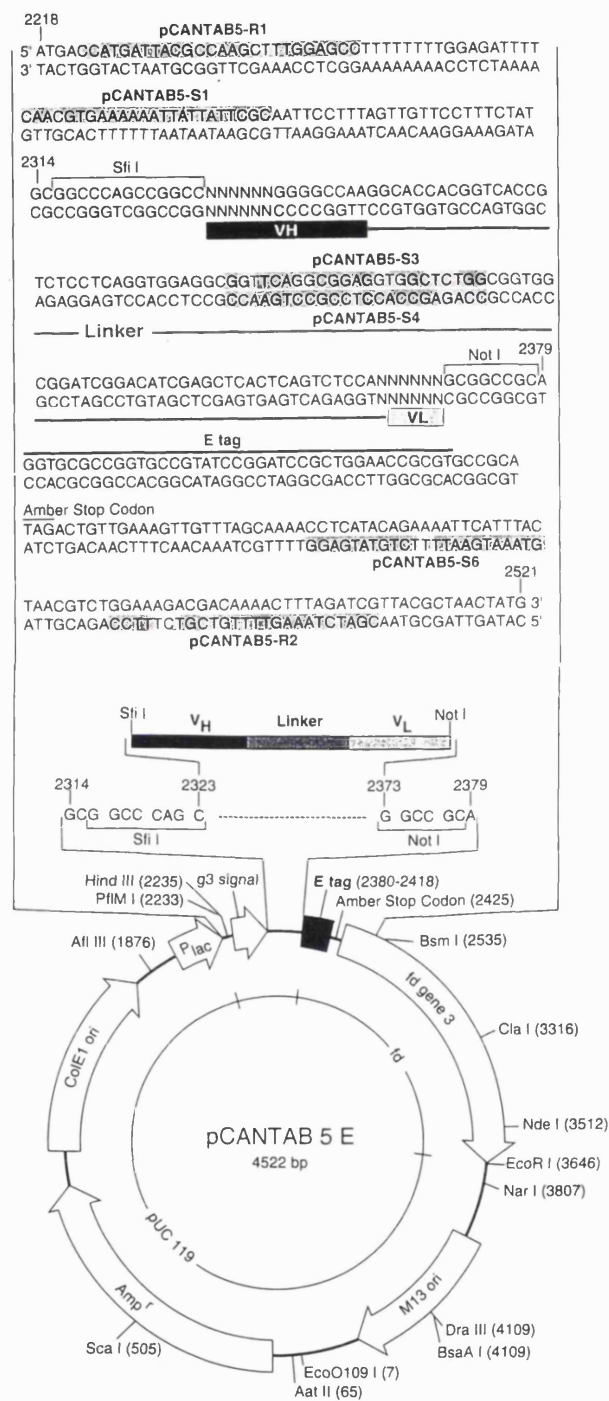 2218
pCANTAB5-R1
5' ATGACCATGATTACGCCAAGCTTTGGAGCCTTTTTTTTGGAGATTTT
3' TACTGGTACTAATGCGGTTCGAAACCTCGGAAAAAAAACCTCTAAAA
pCANTAB5-S1
CAACGTGAAAAAATTATTATTCGCAATTCCTTTAGTTGTTCCTTTCTAT
GTTGCACTTTTTTAATAATAAGCGTTAAGGAAATCAACAAGGAAAGATA
2314
Sfi I
GCGGCCCAGCCGGCCNNNNNNGGGGCCAAGGCACCACGGTCACCG
CGCCGGGTCGGCCGGNNNNNNCCCCGGTTCCGTGGTGCCAGTGGC
VH
pCANTAB5-S3
TCTCCTCAGGTGGAGGCGGTTCAGGCGGAGGTGGCTCTGGCGGTGG
AGAGGAGTCCACCTCCGCCAAGTCCGCCTCCACCGAGACCGCCACC
pCANTAB5-S4
Linker
Not I
2379
CGGATCGGACATCGAGCTCACTCAGTCTCCANNNNNNGCGGCCGCA
GCCTAGCCTGTAGCTCGAGTGAGTCAGAGGTNNNNNNCGCCGGCGT
VL
E tag
GGTGCGCCGGTGCCGTATCCGGATCCGCTGGAACCGCGTGCCGCA
CCACGCGGCCACGGCATAGGCCTAGGCGACCTTGGCGCACGGCGT
Amber Stop Codon
TAGACTGTTGAAAGTTGTTTAGCAAAACCTCATACAGAAAATTCATTTAC
ATCTGACAACTTTCAACAAATCGTTTTGGAGTATGTCTTTTAAGTAAATG
pCANTAB5-S6
2521
TAACGTCTGGAAAGACGACAAAACTTTAGATCGTTACGCTAACTATG 3'
ATTGCAGACCTTTCTGCTGTTTTGAAATCTAGCAATGCGATTGATAC 5'
pCANTAB5-R2
Sfi I
VH
Linker
VL
Not I
2314
2323
2373
2379
GCG GCC CAG C
G GCC GCA
Sfi I
Not I
Hind III (2235)
g3 signal
E tag (2380-2418)
PflM I (2233)
Amber Stop Codon (2425)
Afl III (1876)
Plac
Bsm I (2535)
fd gene 3
ColE1 ori
fd
Cla I (3316)
pCANTAB 5 E
4522 bp
Nde I (3512)
EcoR I (3646)
Nar I (3807)
pUC 119
Amp r
M13 ori
Dra III (4109)
BsaA I (4109)
Sca I (505)
EcoO109 I (7)
Aat II (65)